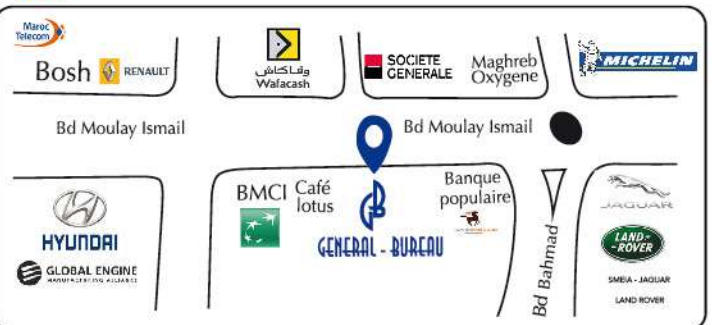 Maroc
Telecom
Bosh
RENAULT
وفاكاش
Wafacash
SOCIETE
GENERALE
Maghreb
Oxygene
MICHELIN
Bd Moulay Ismail
Bd Moulay Ismail
HYUNDAI
GLOBAL ENGINE
MANUFACTURING ALLIANCE
BMCI
Café
lotus
GENERAL - BUREAU
Banque
populaire
Bd Bahmad
JAGUAR
LAND-
-ROVER
SMEIA - JAGUAR
LAND ROVER